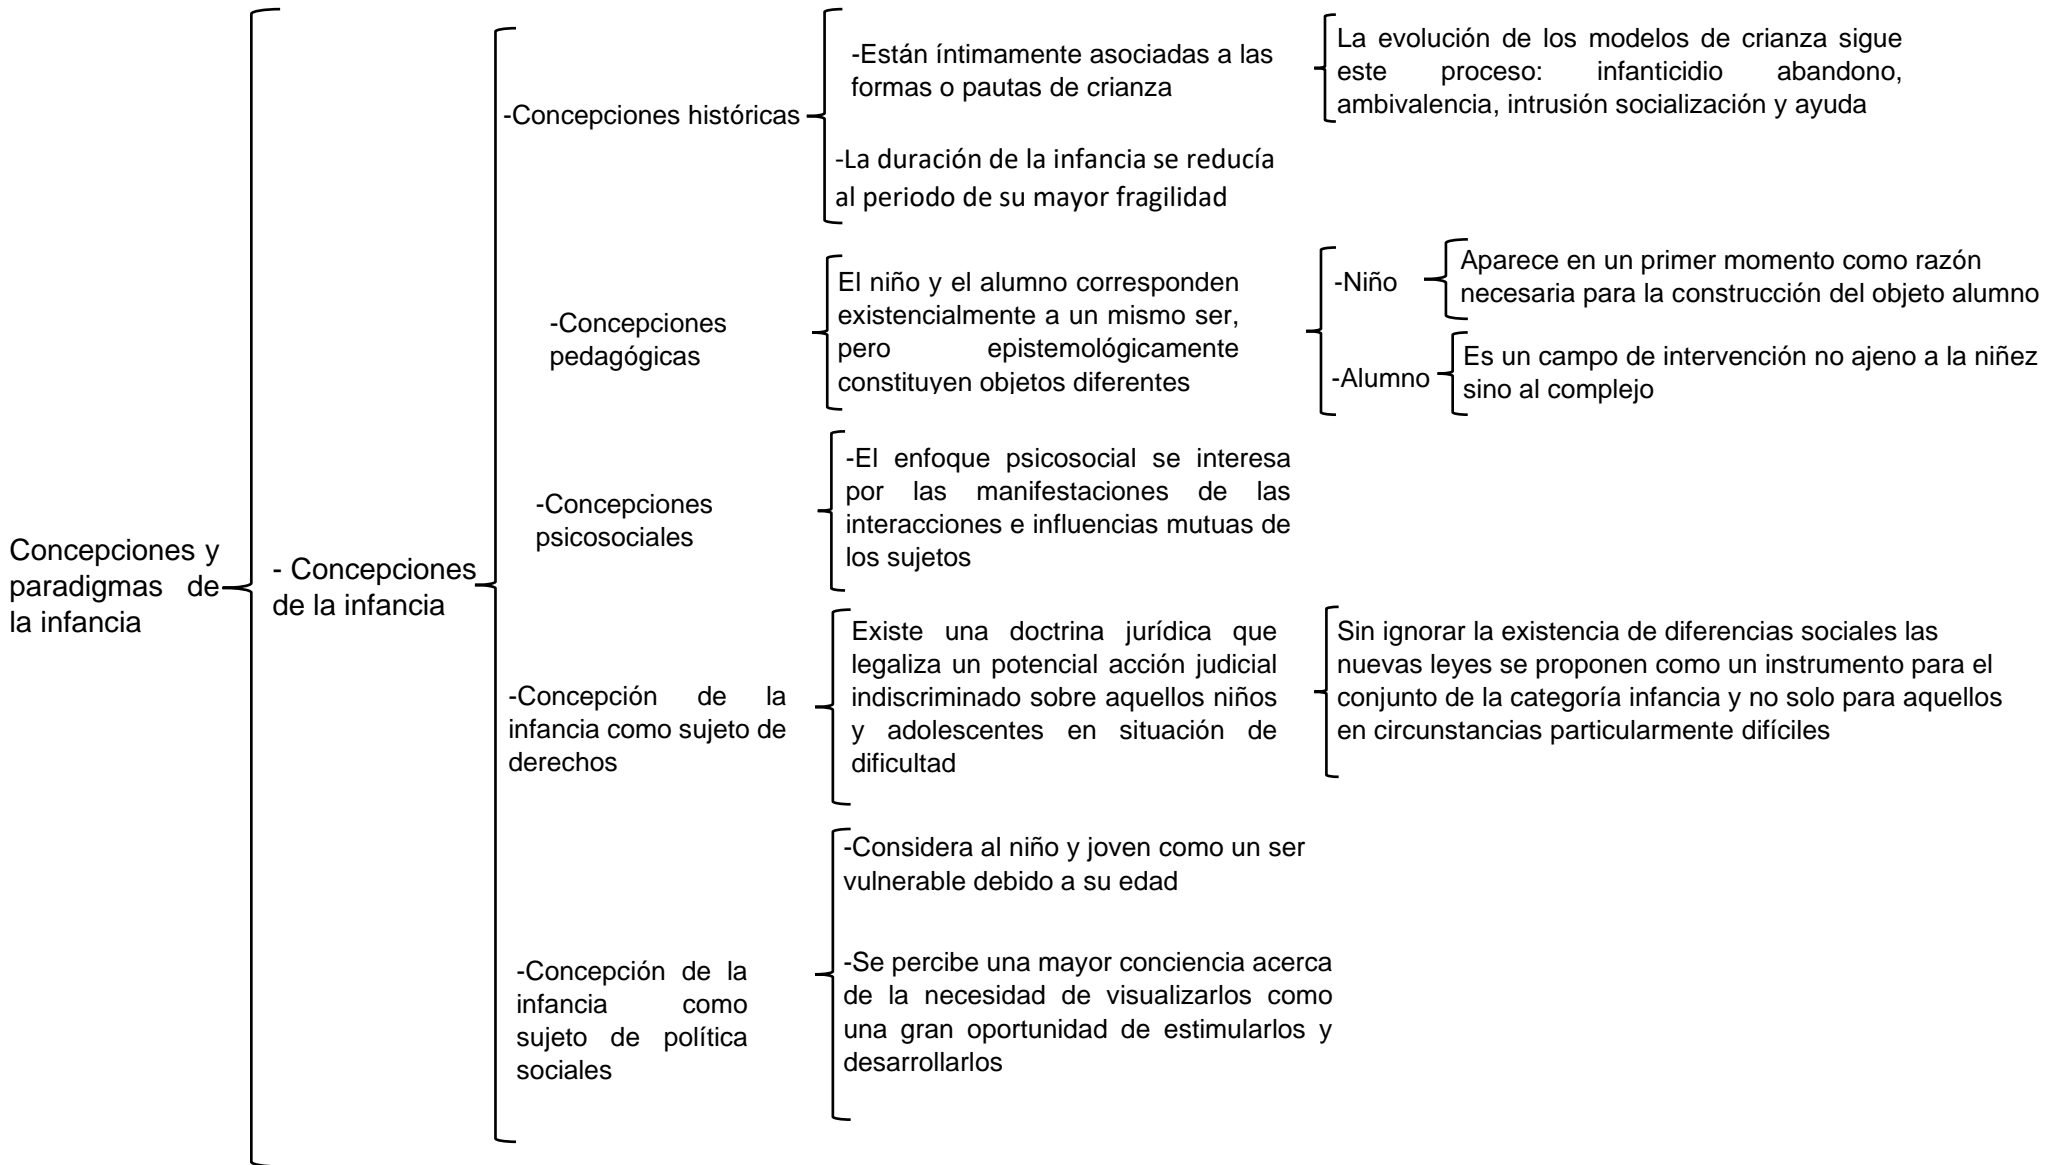 Concepciones y
paradigmas de
la infancia
- Concepciones
de la infancia
-Concepciones históricas
-Están íntimamente asociadas a las
formas o pautas de crianza
La evolución de los modelos de crianza sigue
este proceso: infanticidio abandono,
ambivalencia, intrusión socialización y ayuda
-La duración de la infancia se reducía
al periodo de su mayor fragilidad
-Concepciones
pedagógicas
El niño y el alumno corresponden
existencialmente a un mismo ser,
pero epistemológicamente
constituyen objetos diferentes
-Niño
Aparece en un primer momento como razón
necesaria para la construcción del objeto alumno
-Alumno
Es un campo de intervención no ajeno a la niñez
sino al complejo
-Concepciones
psicosociales
-El enfoque psicosocial se interesa
por las manifestaciones de las
interacciones e influencias mutuas de
los sujetos
-Concepción de la
infancia como sujeto de
derechos
Existe una doctrina jurídica que
legaliza un potencial acción judicial
indiscriminado sobre aquellos niños
y adolescentes en situación de
dificultad
Sin ignorar la existencia de diferencias sociales las
nuevas leyes se proponen como un instrumento para el
conjunto de la categoría infancia y no solo para aquellos
en circunstancias particularmente difíciles
-Concepción de la
infancia como
sujeto de política
sociales
-Considera al niño y joven como un ser
vulnerable debido a su edad
-Se percibe una mayor conciencia acerca
de la necesidad de visualizarlos como
una gran oportunidad de estimularlos y
desarrollarlos